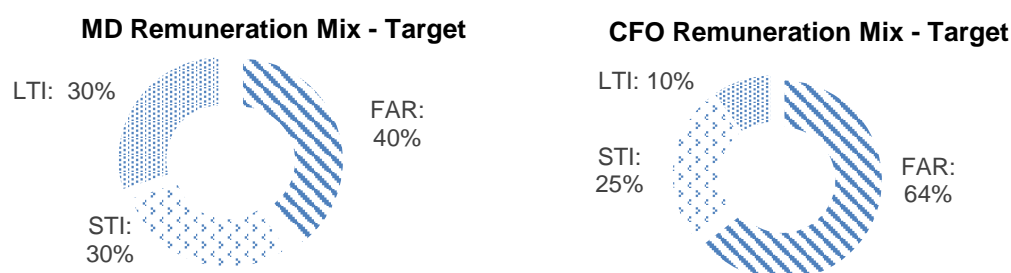 MD Remuneration Mix - Target
LTI:  30%
FAR:
40%
STI:
30%
CFO Remuneration Mix - Target
LTI: 10%
STI:
25%
FAR:
64%